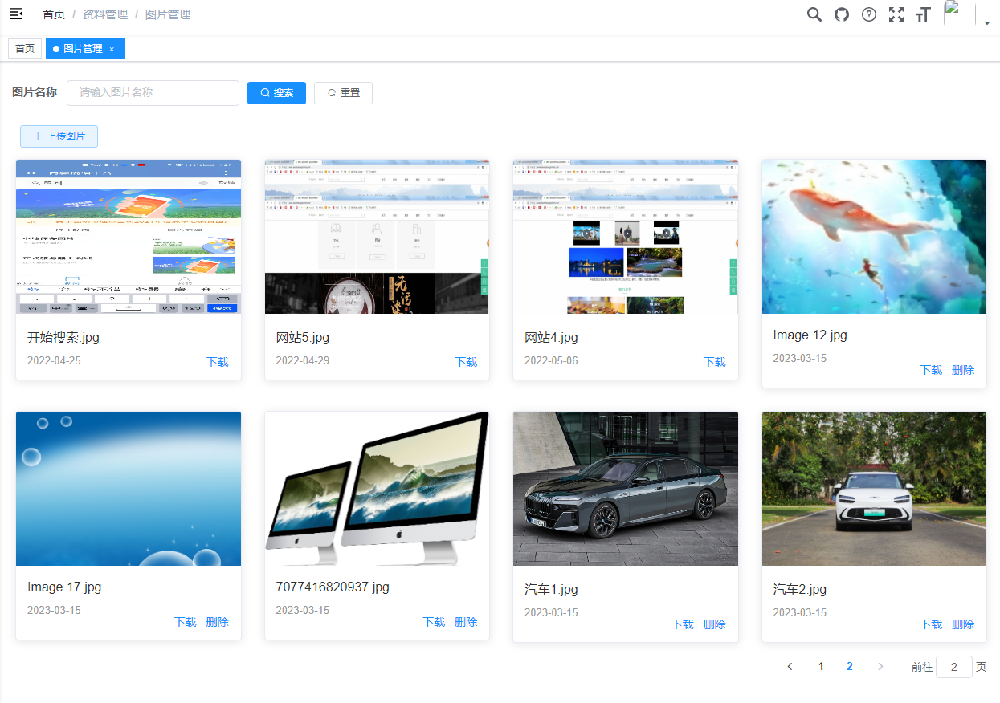 首页 / 资料管理 / 图片管理
首页 图片管理 ×
图片名称 请输入图片名称 搜索 重置
+ 上传图片
无污染
开始搜索.jpg
2022-04-25 下载
网站5.jpg
2022-04-29 下载
网站4.jpg
2022-05-06 下载
Image 12.jpg
2023-03-15
下载 删除
Image 17.jpg
2023-03-15
下载 删除
7077416820937.jpg
2023-03-15
下载 删除
汽车1.jpg
2023-03-15
下载 删除
汽车2.jpg
2023-03-15
下载 删除
< 1 2 > 前往 2 页